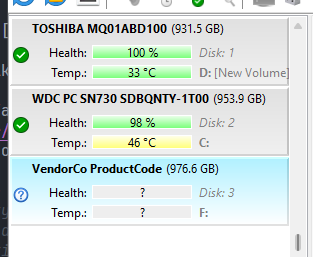 TOSHIBA MQ01ABD100 (931.5 GB)
Health: 100 % Disk: 1
Temp.: 33 °C D: [New Volume]
WDC PC SN730 SDBQNTY-1T00 (953.9 GB)
Health: 98 % Disk: 2
Temp.: 46 °C C:
VendorCo ProductCode (976.6 GB)
Health: ? Disk: 3
Temp.: ? F: